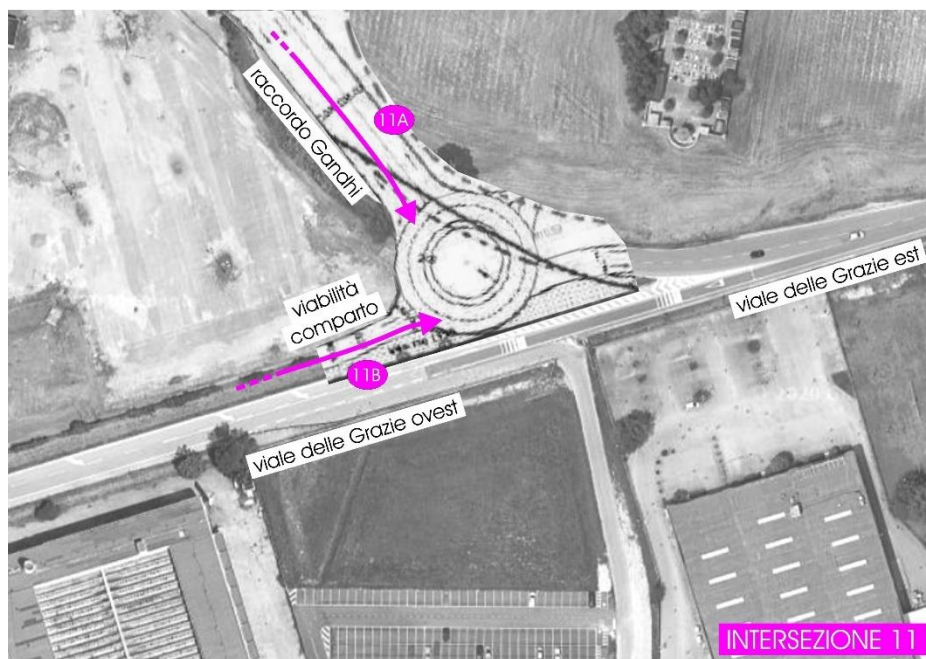 11A
raccordo Gandhi
viabilità
comparto
viale delle Grazie est
11B
viale delle Grazie ovest
INTERSEZIONE 11